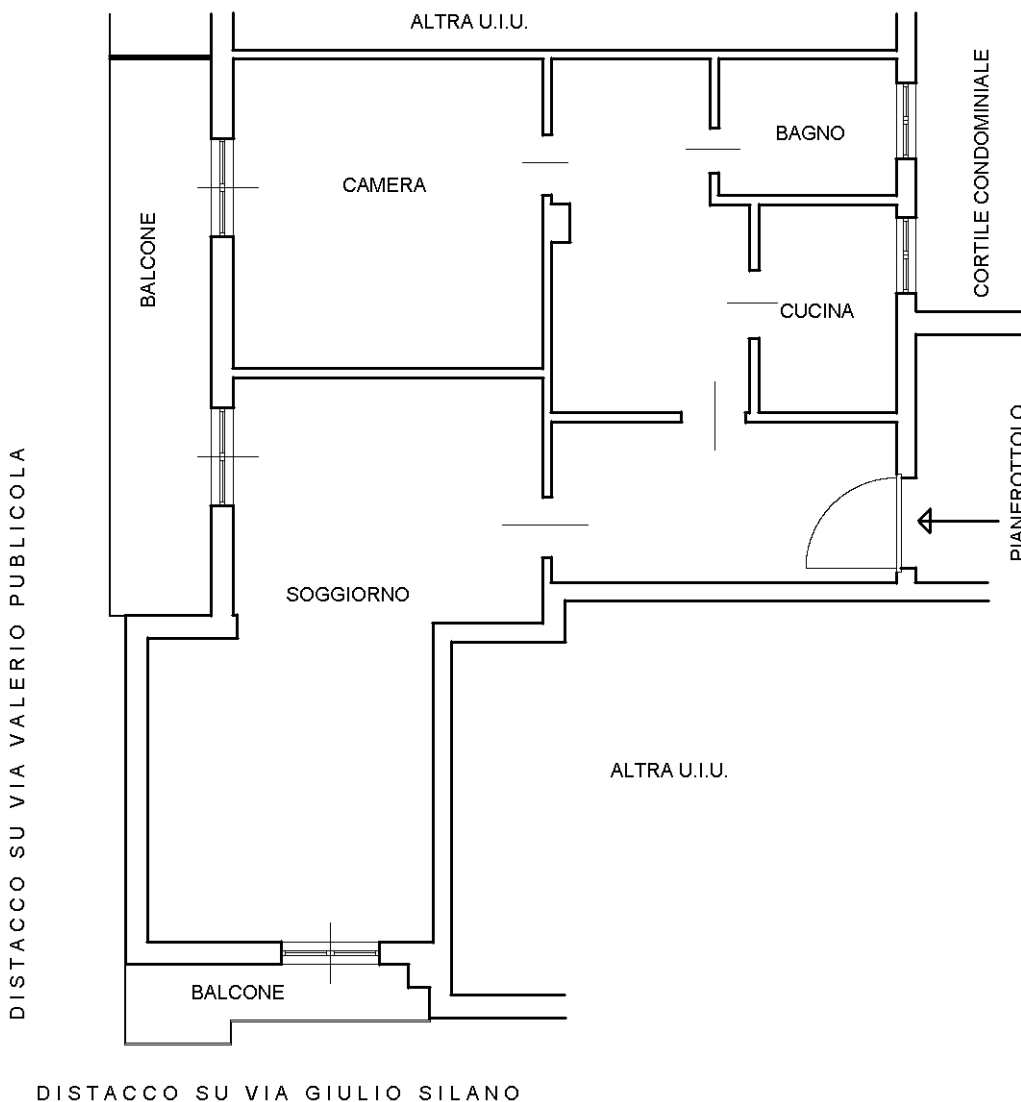 ALTRA U.I.U.
BAGNO
CAMERA
CORTILE CONDOMINIALE
BALCONE
CUCINA
PIANEROTTOLO
DISTACCO SU VIA VALERIO PUBLICOLA
SOGGIORNO
ALTRA U.I.U.
BALCONE
DISTACCO SU VIA GIULIO SILANO